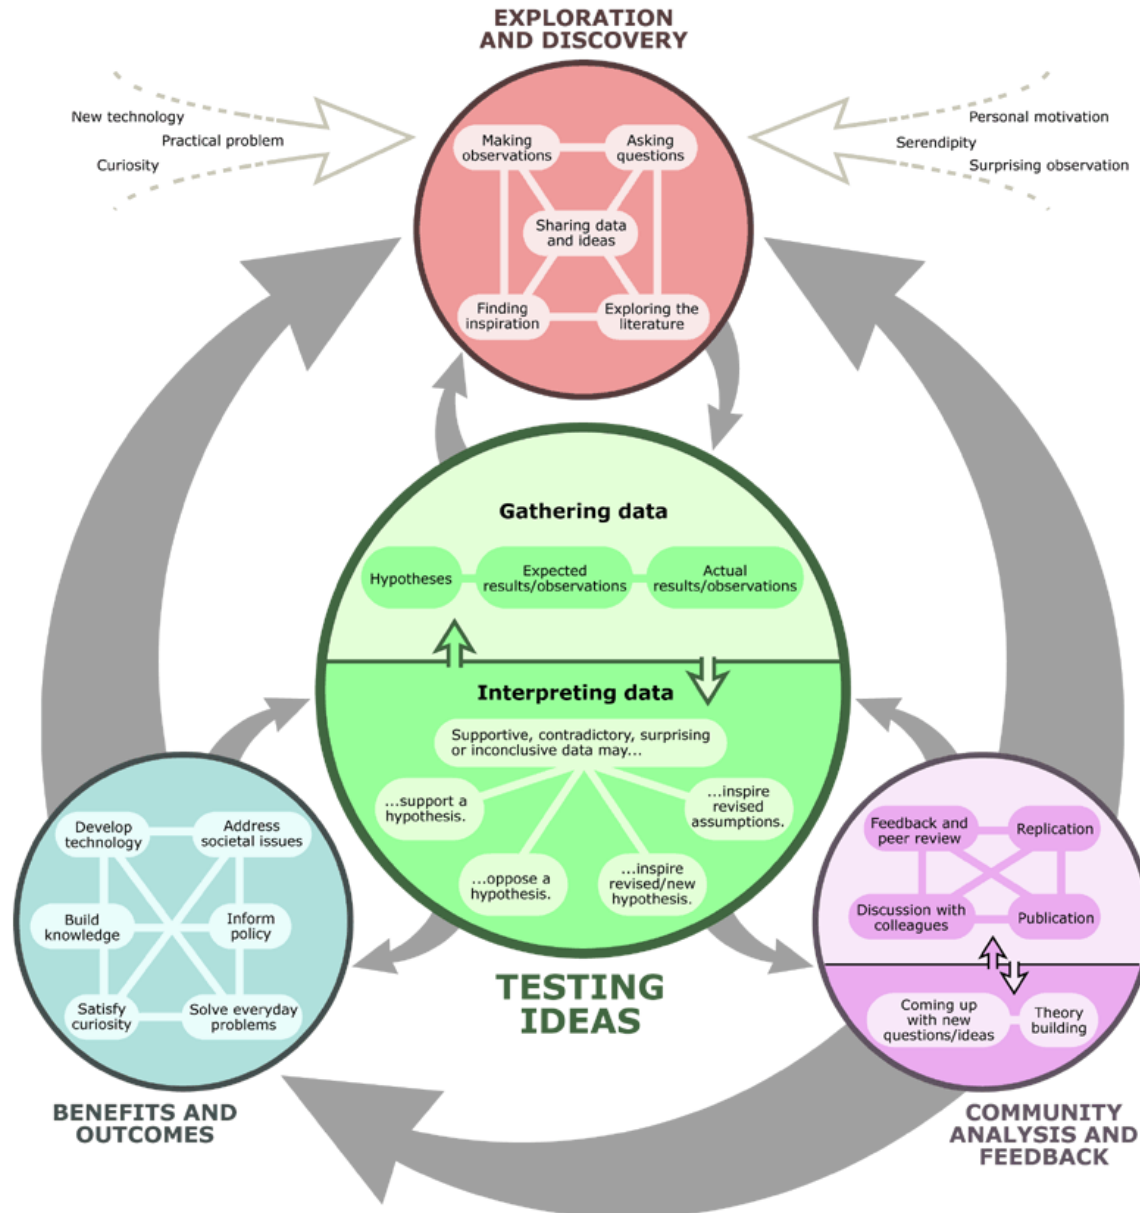 EXPLORATION
AND DISCOVERY
New technology
Practical problem
Curiosity
Personal motivation
Serendipity
Surprising observation
Making
observations
Asking
questions
Sharing data
and ideas
Finding
inspiration
Exploring the
literature
Gathering data
Hypotheses
Expected
results/observations
Actual
results/observations
Interpreting data
Supportive, contradictory, surprising
or inconclusive data may...
...support a
hypothesis.
...oppose a
hypothesis.
...inspire
revised/new
hypothesis.
...inspire
revised
assumptions.
TESTING
IDEAS
Develop
technology
Address
societal issues
Build
knowledge
Inform
policy
Satisfy
curiosity
Solve everyday
problems
BENEFITS AND
OUTCOMES
Feedback and
peer review
Replication
Discussion with
colleagues
Publication
Coming up
with new
questions/ideas
Theory
building
COMMUNITY
ANALYSIS AND
FEEDBACK